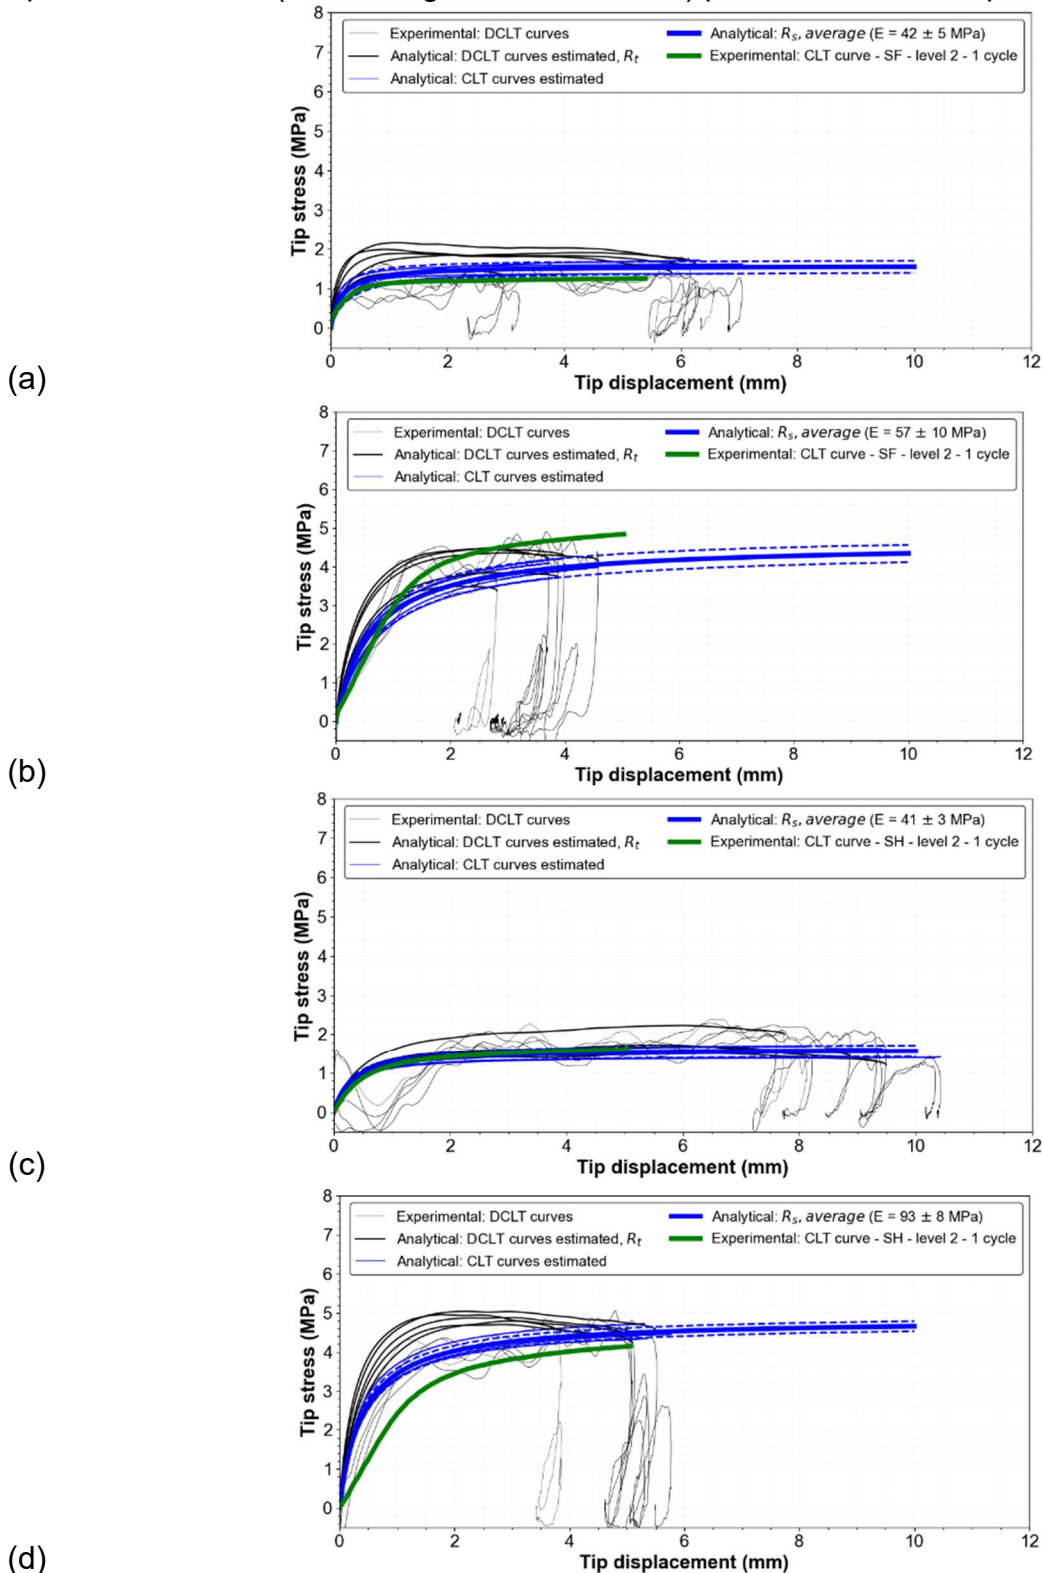 8
Experimental: DCLT curves
Analytical: Rs, average (E = 42 ± 5 MPa)
7
Analytical: DCLT curves estimated, Rt
Experimental: CLT curve - SF - level 2 - 1 cycle
Analytical: CLT curves estimated
6
5
4
3
2
1
0
Tip stress (MPa)
0 2 4 6 8 10 12
(a)
Tip displacement (mm)
8
Experimental: DCLT curves
Analytical: Rs, average (E = 57 ± 10 MPa)
7
Analytical: DCLT curves estimated, Rt
Experimental: CLT curve - SF - level 2 - 1 cycle
Analytical: CLT curves estimated
6
5
4
3
2
1
0
Tip stress (MPa)
0 2 4 6 8 10 12
(b)
Tip displacement (mm)
8
Experimental: DCLT curves
Analytical: Rs, average (E = 41 ± 3 MPa)
7
Analytical: DCLT curves estimated, Rt
Experimental: CLT curve - SH - level 2 - 1 cycle
Analytical: CLT curves estimated
6
5
4
3
2
1
0
Tip stress (MPa)
0 2 4 6 8 10 12
(c)
Tip displacement (mm)
8
Experimental: DCLT curves
Analytical: Rs, average (E = 93 ± 8 MPa)
7
Analytical: DCLT curves estimated, Rt
Experimental: CLT curve - SH - level 2 - 1 cycle
Analytical: CLT curves estimated
6
5
4
3
2
1
0
Tip stress (MPa)
0 2 4 6 8 10 12
(d)
Tip displacement (mm)